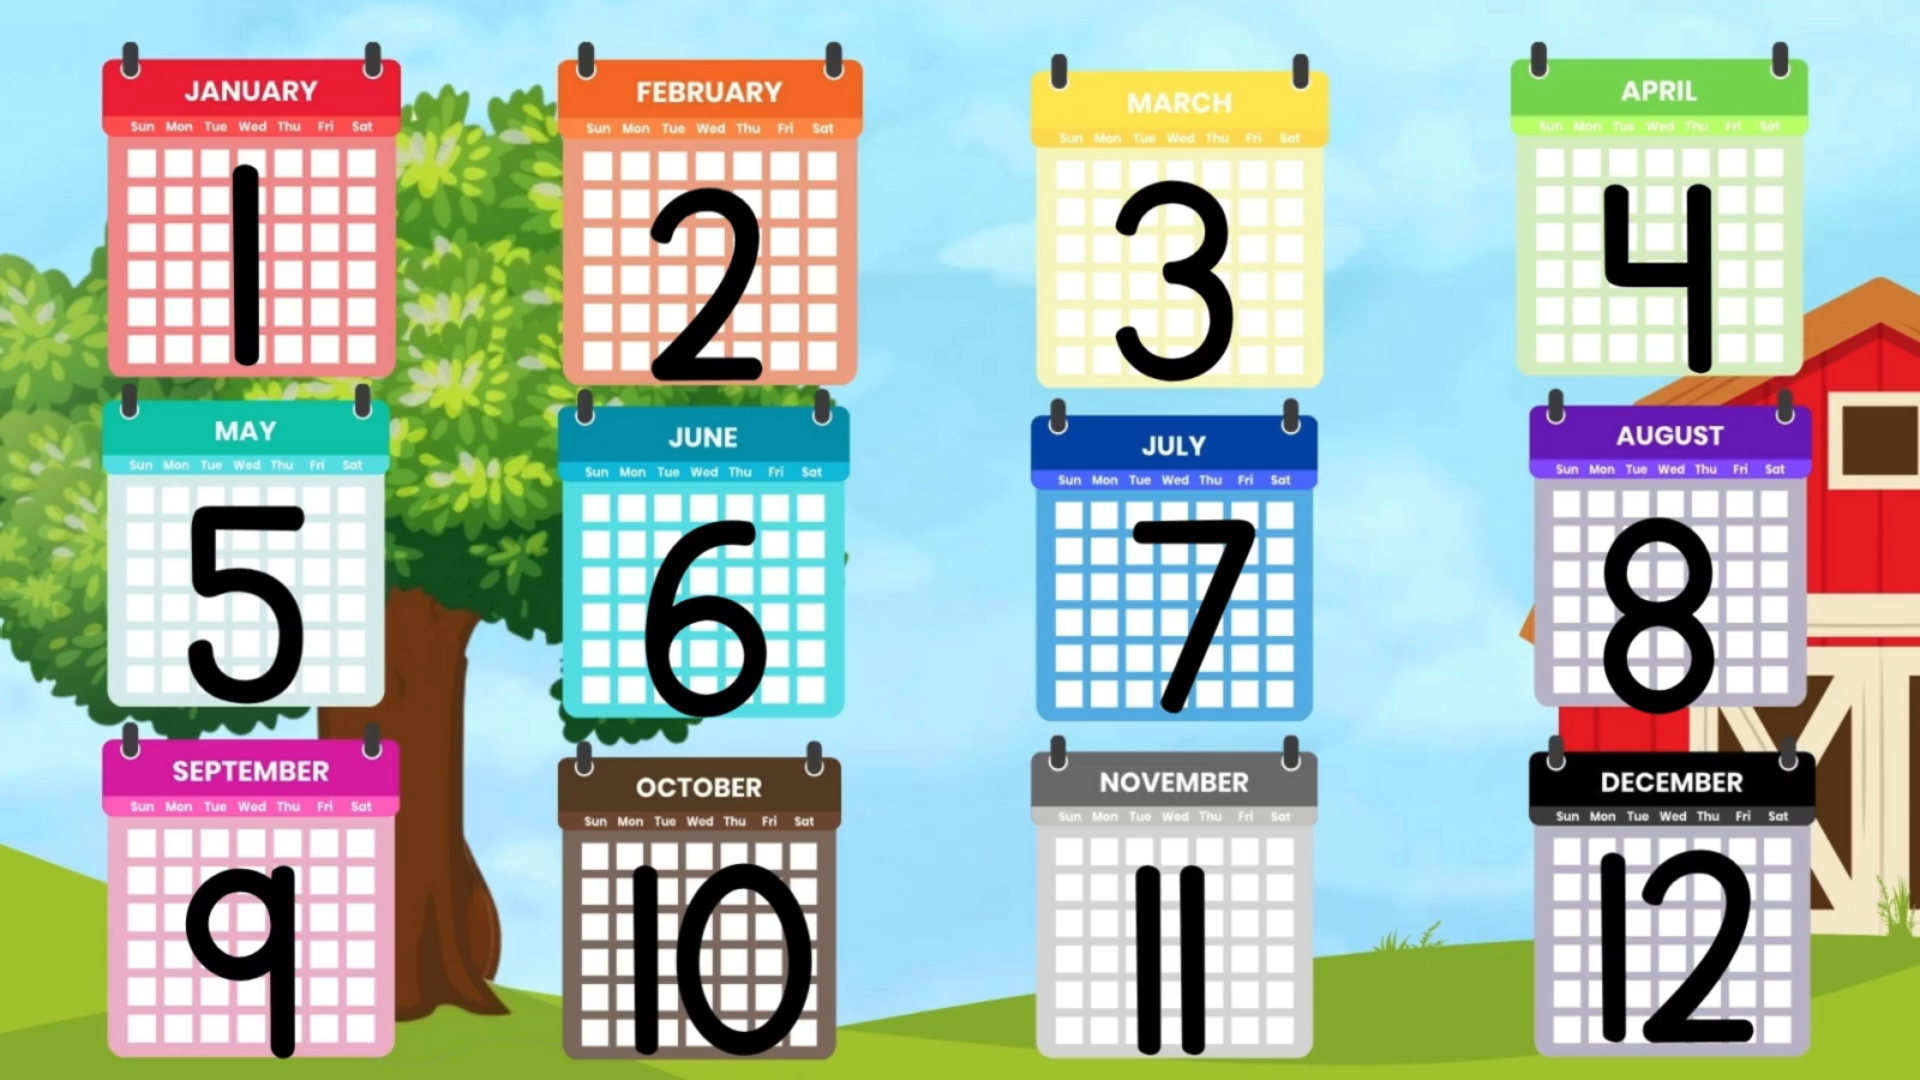 JANUARY
Sun Mon Tue Wed Thu Fri Sat
1
FEBRUARY
Sun Mon Tue Wed Thu Fri Sat
2
MARCH
Sun Mon Tue Wed Thu Fri Sat
3
APRIL
Sun Mon Tue Wed Thu Fri Sat
4
MAY
Sun Mon Tue Wed Thu Fri Sat
5
JUNE
Sun Mon Tue Wed Thu Fri Sat
6
JULY
Sun Mon Tue Wed Thu Fri Sat
7
AUGUST
Sun Mon Tue Wed Thu Fri Sat
8
SEPTEMBER
Sun Mon Tue Wed Thu Fri Sat
9
OCTOBER
Sun Mon Tue Wed Thu Fri Sat
10
NOVEMBER
Sun Mon Tue Wed Thu Fri Sat
11
DECEMBER
Sun Mon Tue Wed Thu Fri Sat
12